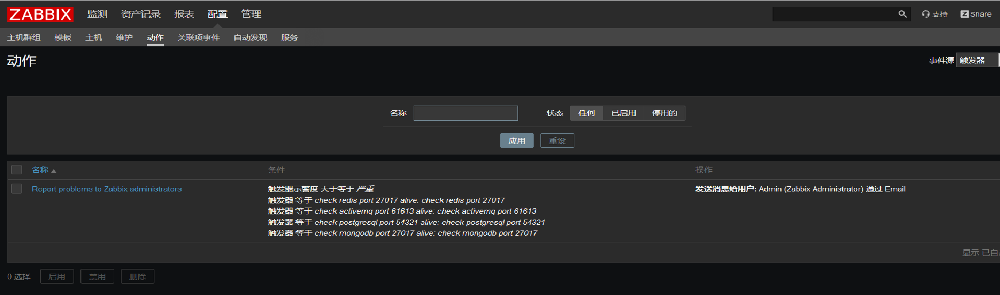 ZABBIX 监测 资产记录 报表 配置 管理 支持 Z Share
主机群组 模板 主机 维护 动作 关联项事件 自动发现 服务
动作
事件源 触发器
名称 状态 任何 已启用 停用的
应用 重设
名称 ▲ 条件 操作
Report problems to Zabbix administrators 触发器示警度 大于等于 严重 发送消息给用户: Admin (Zabbix Administrator) 通过 Email
触发器 等于 check redis port 27017 alive: check redis port 27017
触发器 等于 check activemq port 61613 alive: check activemq port 61613
触发器 等于 check postgresql port 54321 alive: check postgresql port 54321
触发器 等于 check mongodb port 27017 alive: check mongodb port 27017
显示 已自
0 选择 启用 禁用 删除